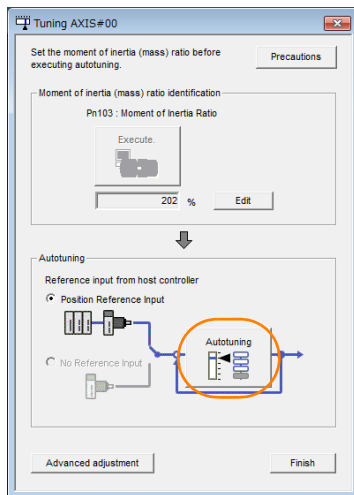 Tuning AXIS#00
Set the moment of inertia (mass) ratio before
executing autotuning.
Precautions
Moment of inertia (mass) ratio identification
Pn103 : Moment of Inertia Ratio
Execute.
202 %
Edit
Autotuning
Reference input from host controller
Position Reference Input
No Reference Input
Autotuning
Advanced adjustment
Finish